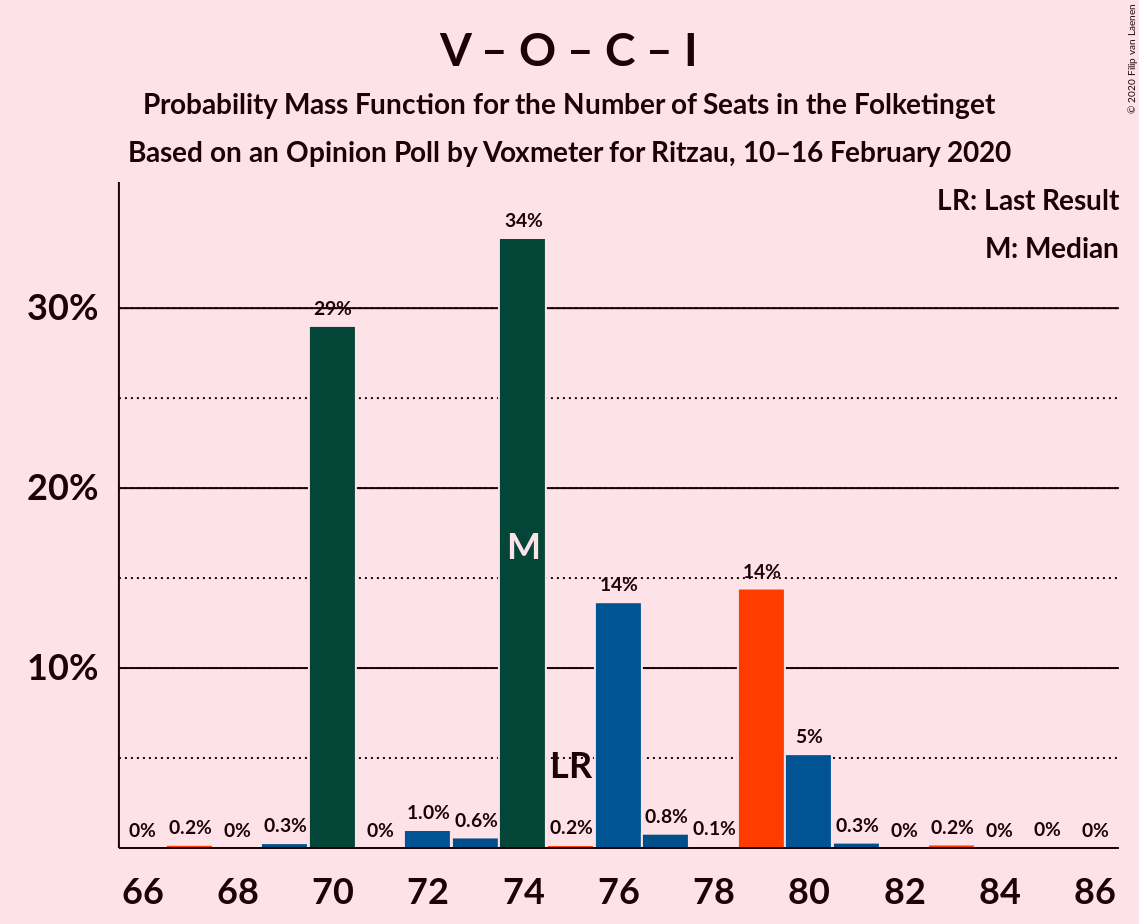 V – O – C – I
Probability Mass Function for the Number of Seats in the Folketinget
Based on an Opinion Poll by Voxmeter for Ritzau, 10–16 February 2020
© 2020 Filip van Laenen
LR: Last Result
M: Median
30%
20%
10%
0%
0.2%
0%
0.3%
29%
0%
1.0%
0.6%
34%
M
0.2%
LR
14%
0.8%
0.1%
14%
5%
0.3%
0%
0.2%
0%
0%
0%
66 68 70 72 74 76 78 80 82 84 86